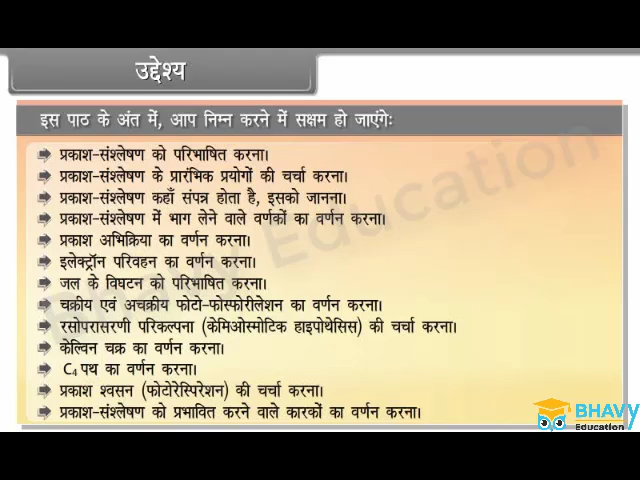 उद्देश्य
इस पाठ के अंत में, आप निम्न करने में सक्षम हो जाएंगेः
प्रकाश-संश्लेषण को परिभाषित करना।
प्रकाश-संश्लेषण के प्रारंभिक प्रयोगों की चर्चा करना।
प्रकाश-संश्लेषण कहाँ संपन्न होता है, इसको जानना।
प्रकाश-संश्लेषण में भाग लेने वाले वर्णकों का वर्णन करना।
प्रकाश अभिक्रिया का वर्णन करना।
इलेक्ट्रॉन परिवहन का वर्णन करना।
जल के विघटन को परिभाषित करना।
चक्रीय एवं अचक्रीय फोटो-फोस्फोरीलेशन का वर्णन करना।
रसोपरासरणी परिकल्पना (केमिओस्मोटिक हाइपोथेसिस) की चर्चा करना।
केल्विन चक्र का वर्णन करना।
C₄ पथ का वर्णन करना।
प्रकाश श्वसन (फोटोरेस्पिरेशन) की चर्चा करना।
प्रकाश-संश्लेषण को प्रभावित करने वाले कारकों का वर्णन करना।
Bhavy Education
BHAVY
Education